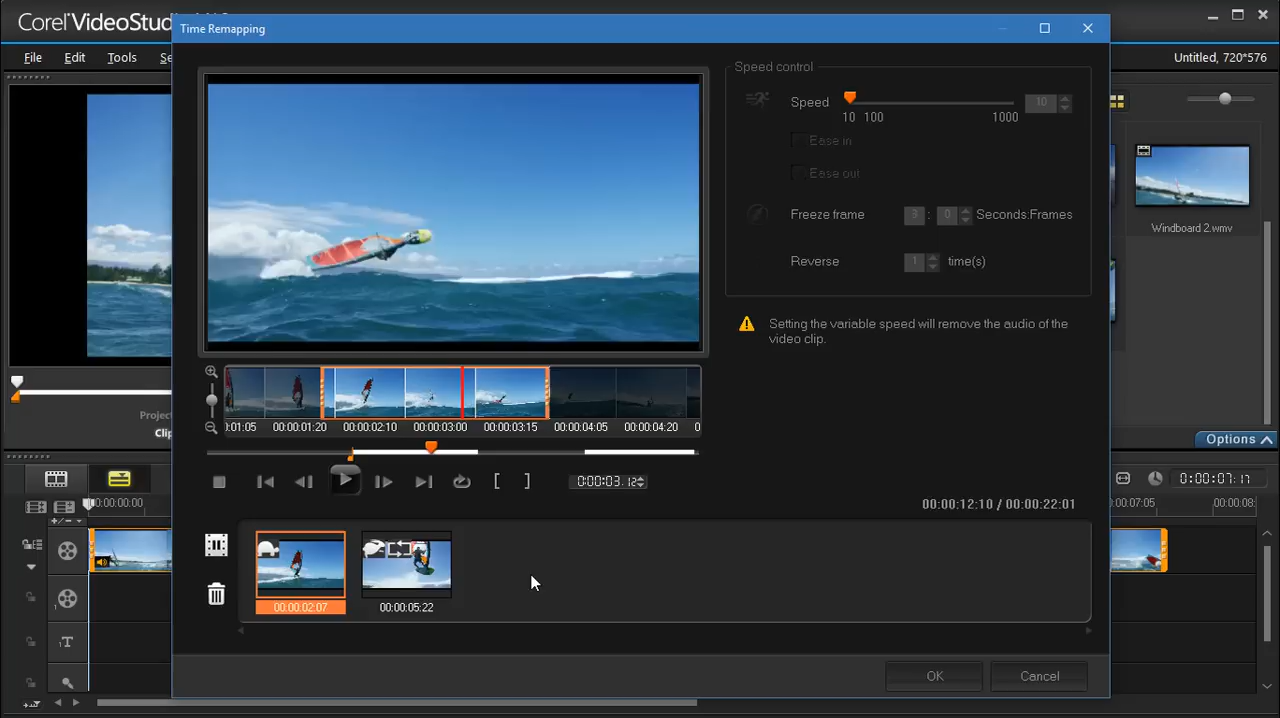 Corel VideoStudi
Time Remapping
File Edit Tools Se
Untitled, 720*576
Speed control
Speed
10
10 100 1000
Ease in
Ease out
Freeze frame 3 : 0 Seconds:Frames
Reverse 1 time(s)
Setting the variable speed will remove the audio of the
video clip.
Windboard 2.wmv
:01:05 00:00:01:20 00:00:02:10 00:00:03:00 00:00:03:15 00:00:04:05 00:00:04:20 0
Projec
Clip
Options
[ ] 0:00:03.12
0:00:07:17
00:00:12:10 / 00:00:22:01
00:00:00:00
00:07:05 00:00:08:
00:00:02:07 00:00:05:22
1
T
OK Cancel